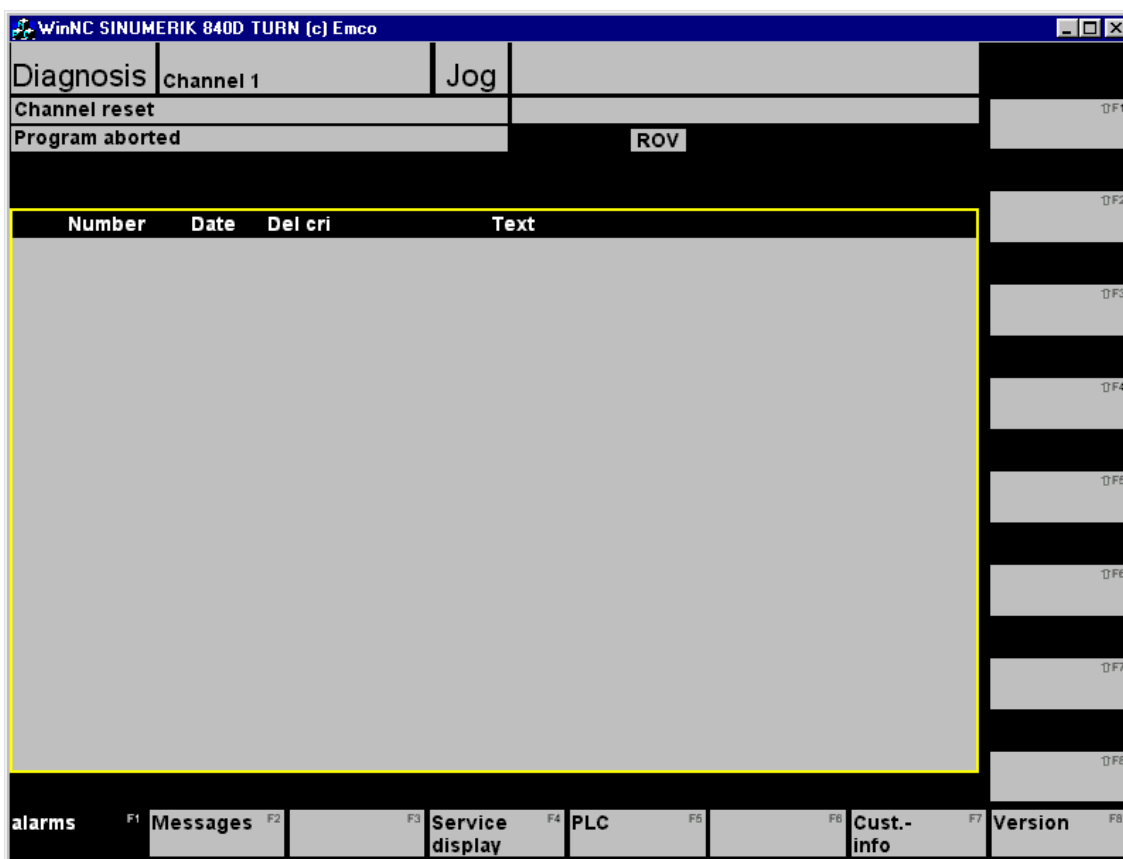 WinNC SINUMERIK 840D TURN (c) Emco
Diagnosis Channel 1 Jog
Channel reset
⇧F1
Program aborted ROV
⇧F2
Number Date Del cri Text
⇧F3
⇧F4
⇧F5
⇧F6
⇧F7
⇧F8
alarms F1 Messages F2 F3 Service F4 PLC F5 F6 Cust.- F7 Version F8
display info